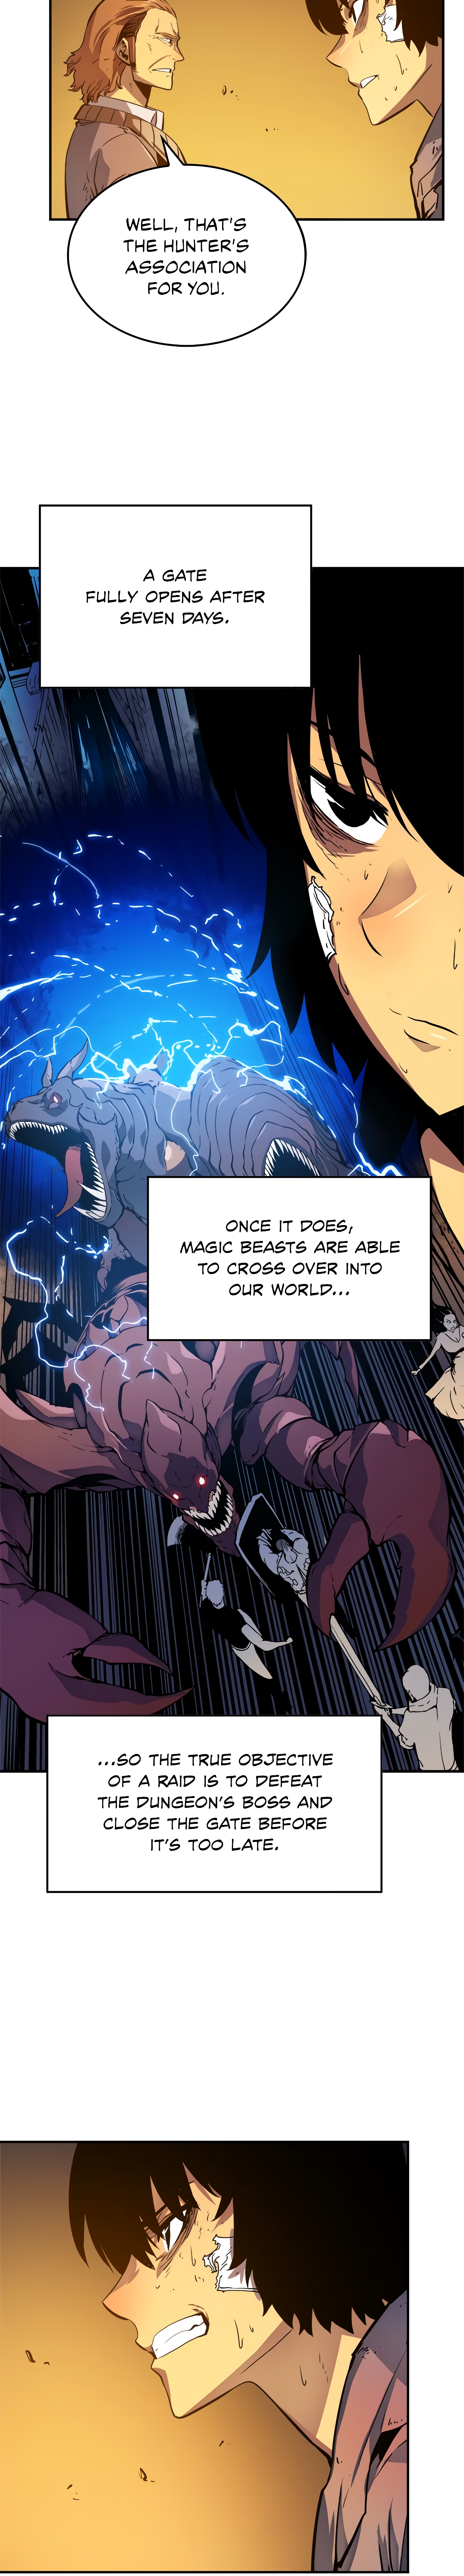 WELL, THAT'S
THE HUNTER'S
ASSOCIATION
FOR YOU.
A GATE
FULLY OPENS AFTER
SEVEN DAYS.
ONCE IT DOES,
MAGIC BEASTS ARE ABLE
TO CROSS OVER INTO
OUR WORLD...
...SO THE TRUE OBJECTIVE
OF A RAID IS TO DEFEAT
THE DUNGEON'S BOSS AND
CLOSE THE GATE BEFORE
IT'S TOO LATE.